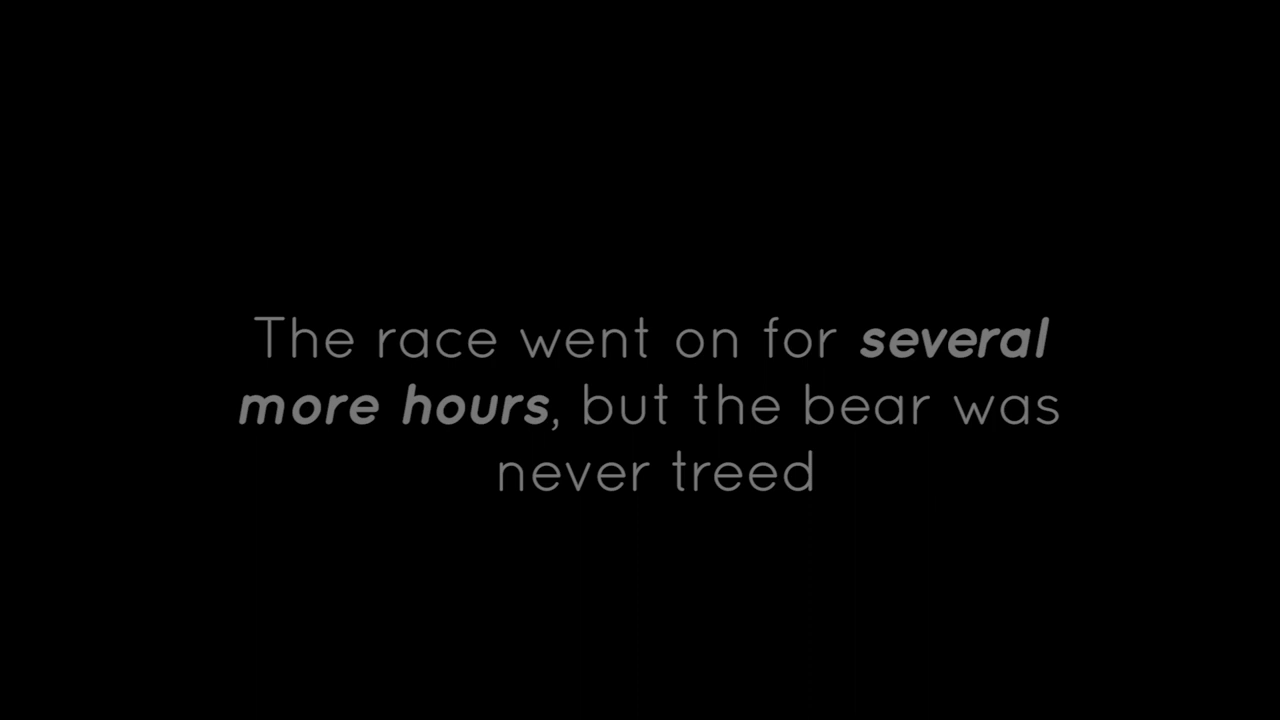 The race went on for several
more hours, but the bear was
never treed